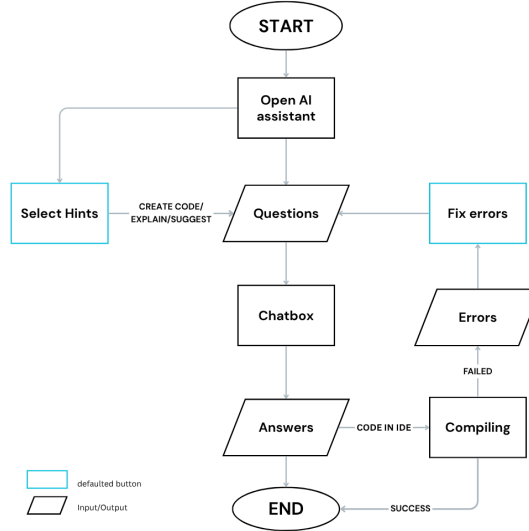 START
Open AI
assistant
Select Hints
CREATE CODE/
EXPLAIN/SUGGEST
Questions
Fix errors
Chatbox
Errors
FAILED
Answers
CODE IN IDE
Compiling
defaulted button
Input/Output
END
SUCCESS